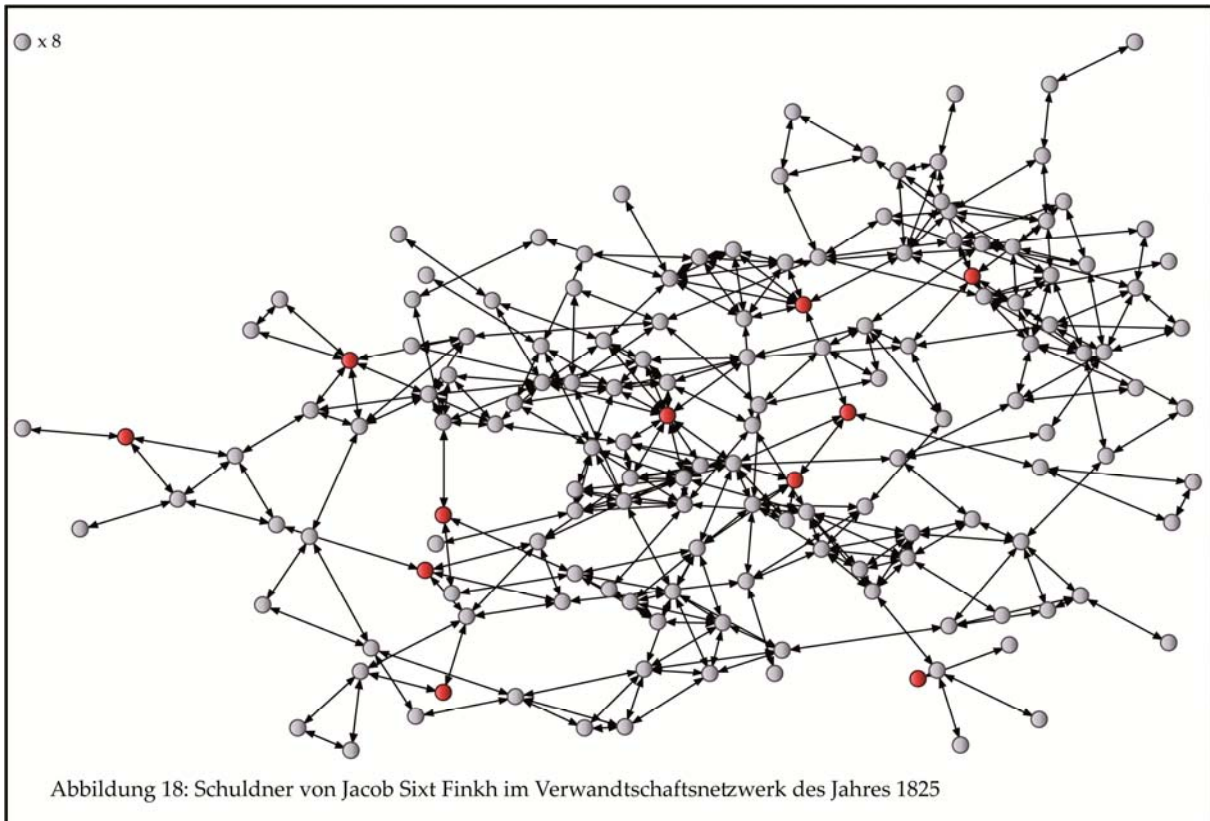 x 8
Abbildung 18: Schuldner von Jacob Sixt Finkh im Verwandtschaftsnetzwerk des Jahres 1825